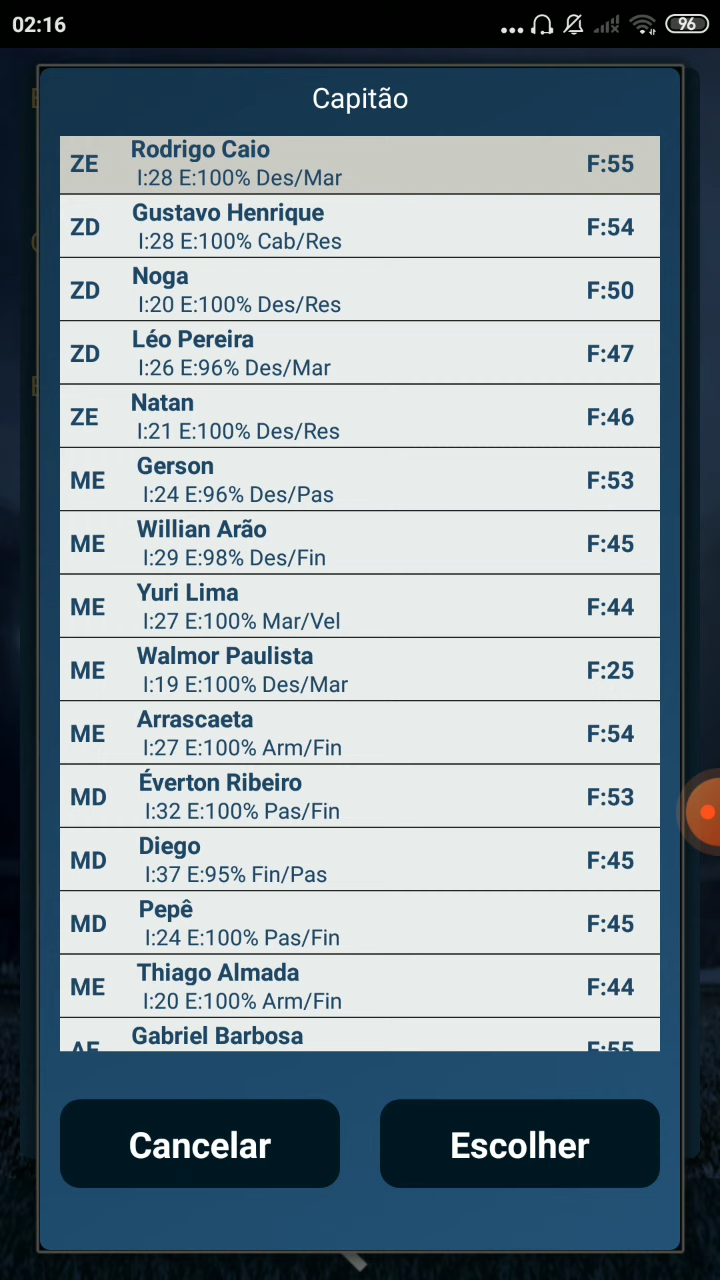 02:16
96
Capitão
ZE Rodrigo Caio F:55
I:28 E:100% Des/Mar
ZD Gustavo Henrique F:54
I:28 E:100% Cab/Res
ZD Noga F:50
I:20 E:100% Des/Res
ZD Léo Pereira F:47
I:26 E:96% Des/Mar
ZE Natan F:46
I:21 E:100% Des/Res
ME Gerson F:53
I:24 E:96% Des/Pas
ME Willian Arão F:45
I:29 E:98% Des/Fin
ME Yuri Lima F:44
I:27 E:100% Mar/Vel
ME Walmor Paulista F:25
I:19 E:100% Des/Mar
ME Arrascaeta F:54
I:27 E:100% Arm/Fin
MD Éverton Ribeiro F:53
I:32 E:100% Pas/Fin
MD Diego F:45
I:37 E:95% Fin/Pas
MD Pepê F:45
I:24 E:100% Pas/Fin
ME Thiago Almada F:44
I:20 E:100% Arm/Fin
Gabriel Barbosa F:55
Cancelar
Escolher